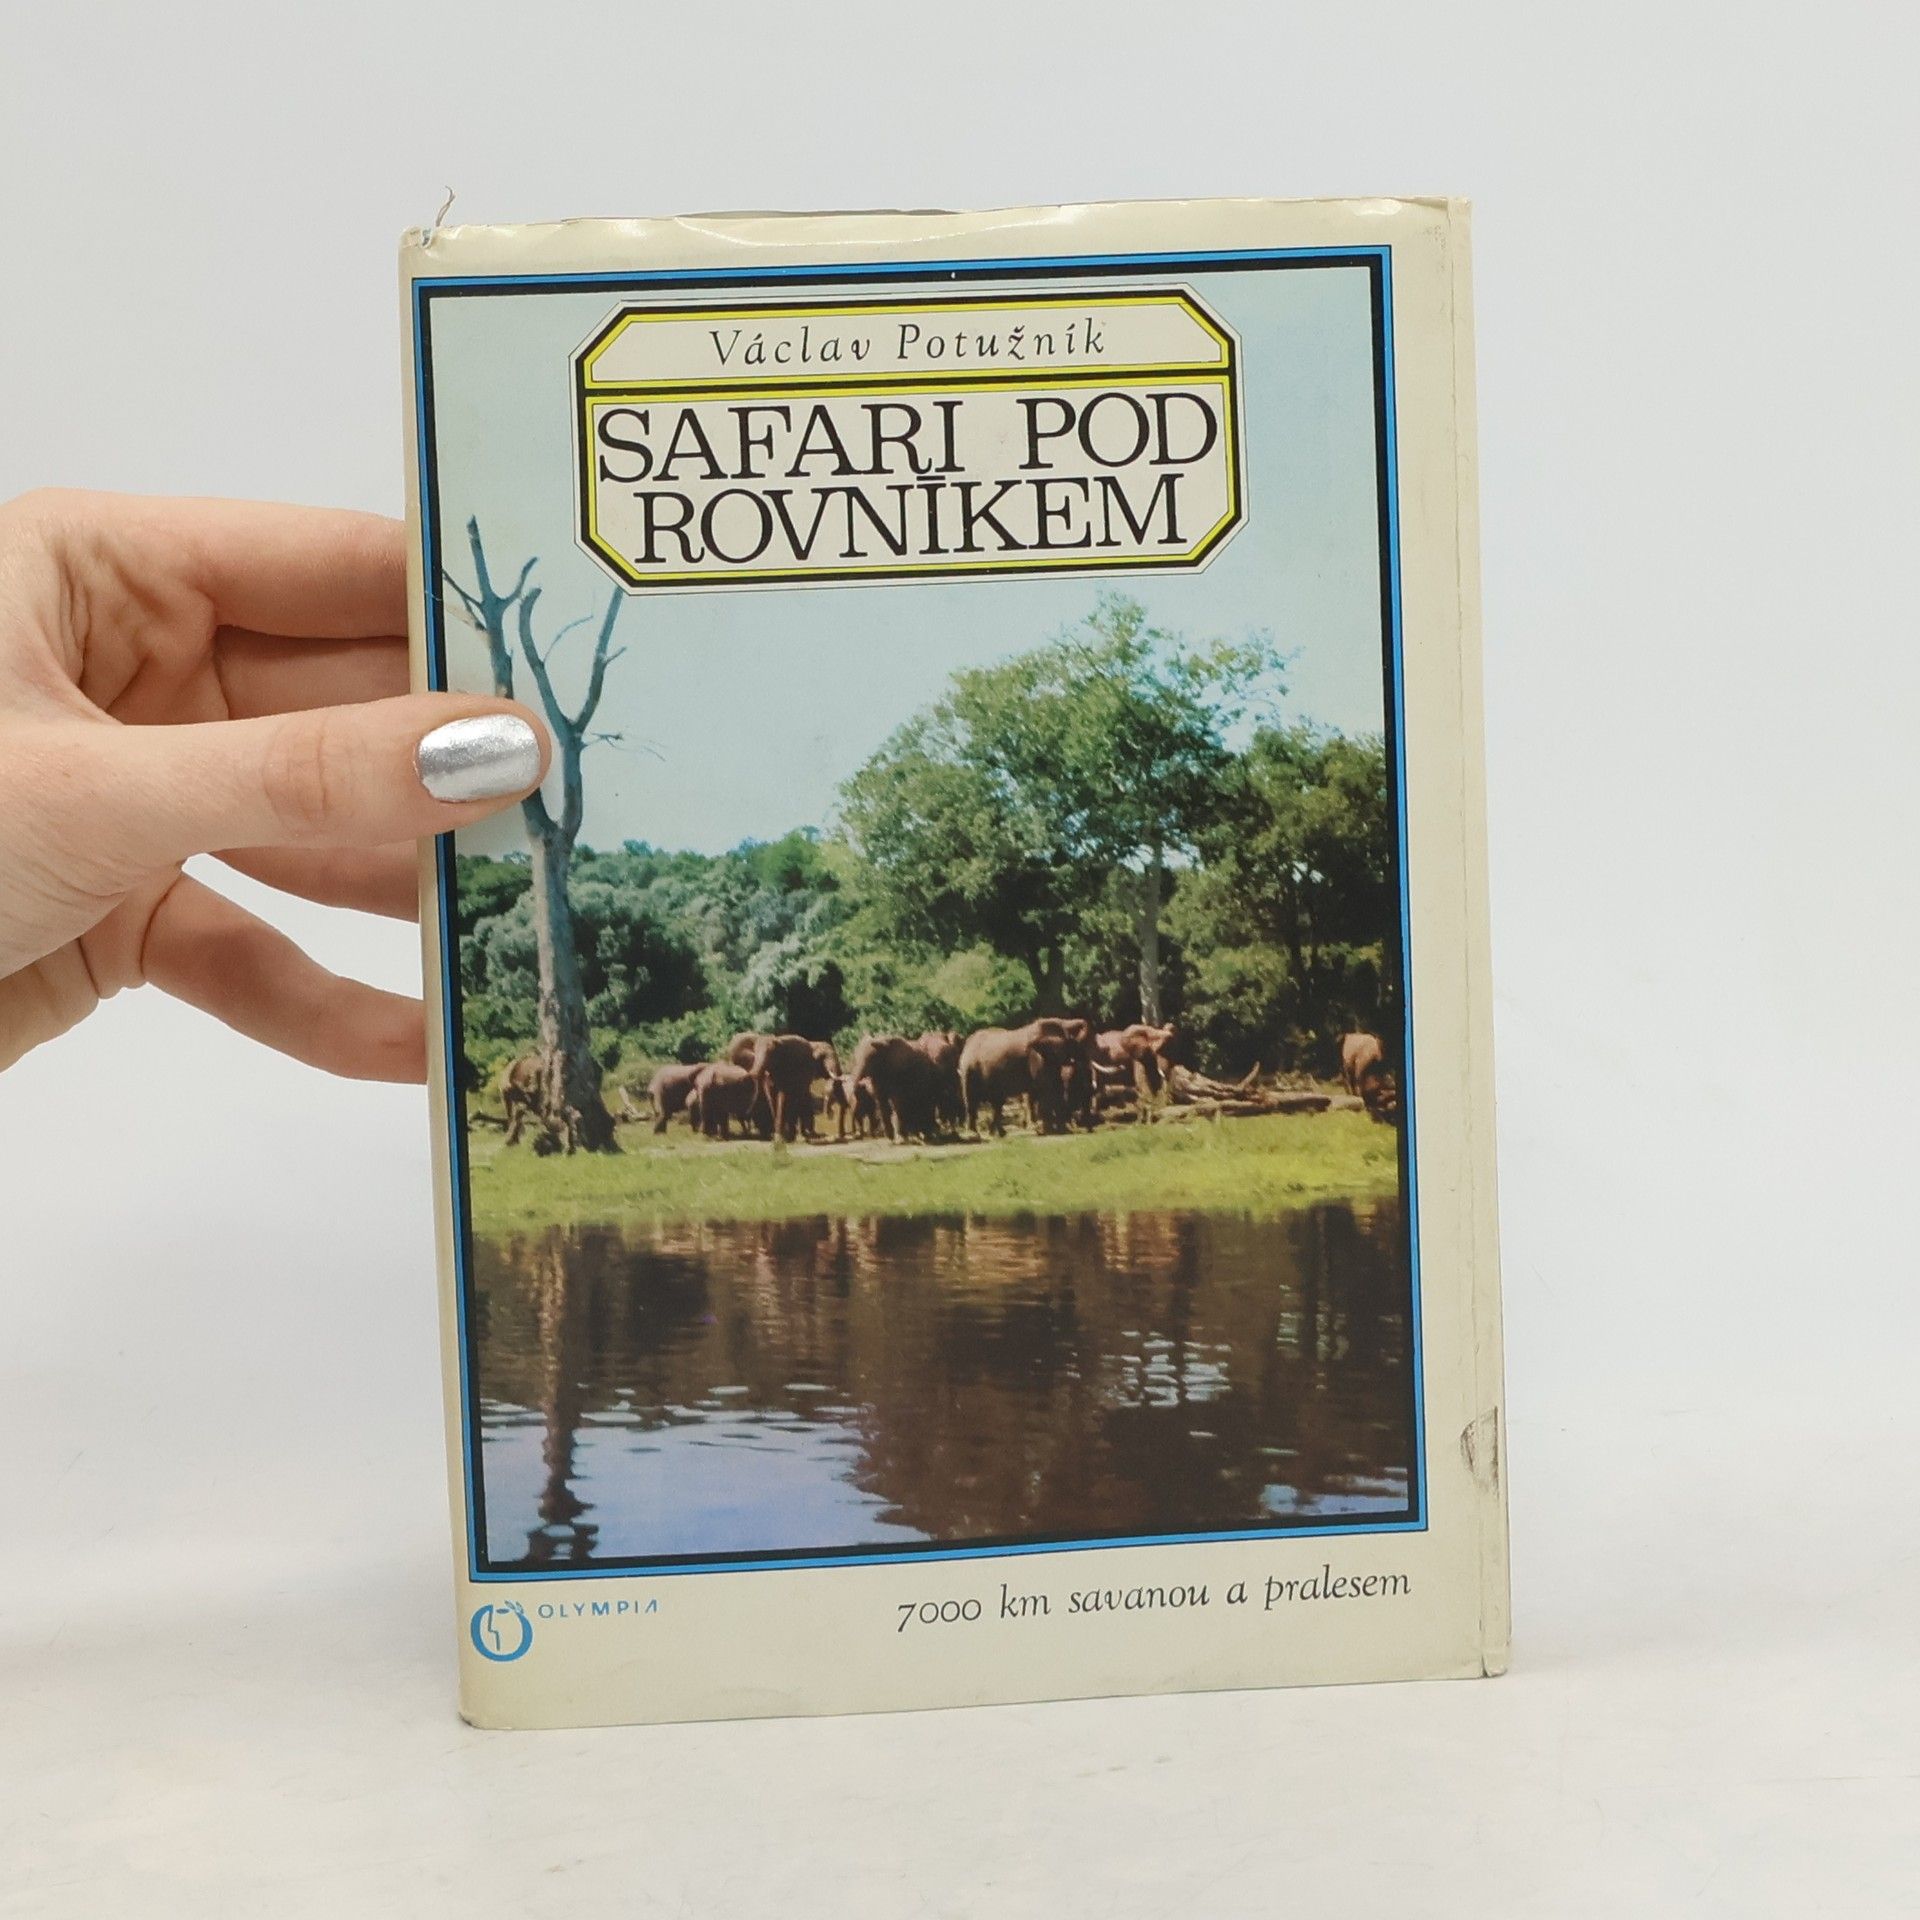 Václav Potužník
SAFARI POD
ROVNÍKEM
OLYMPIA
7000 km savanou a pralesem